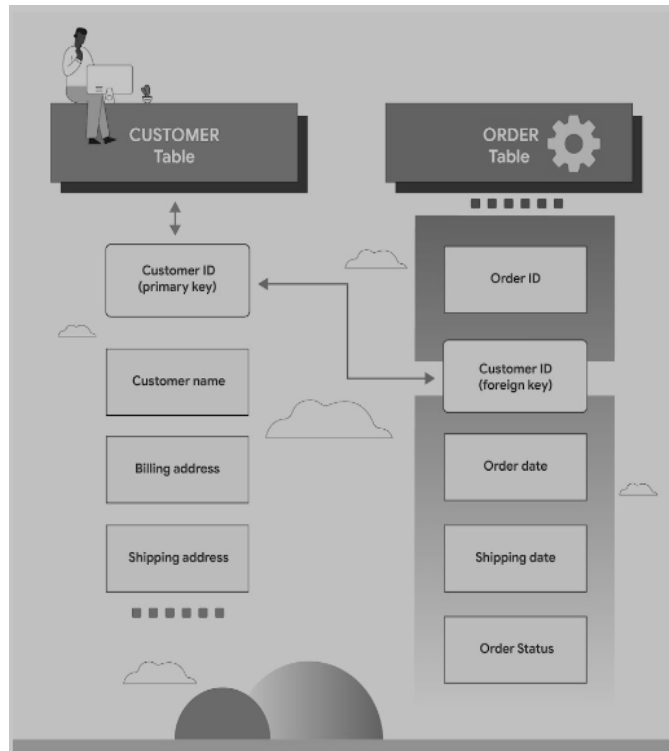 CUSTOMER
Table
Customer ID
(primary key)
Customer name
Billing address
Shipping address
ORDER
Table
Order ID
Customer ID
(foreign key)
Order date
Shipping date
Order Status